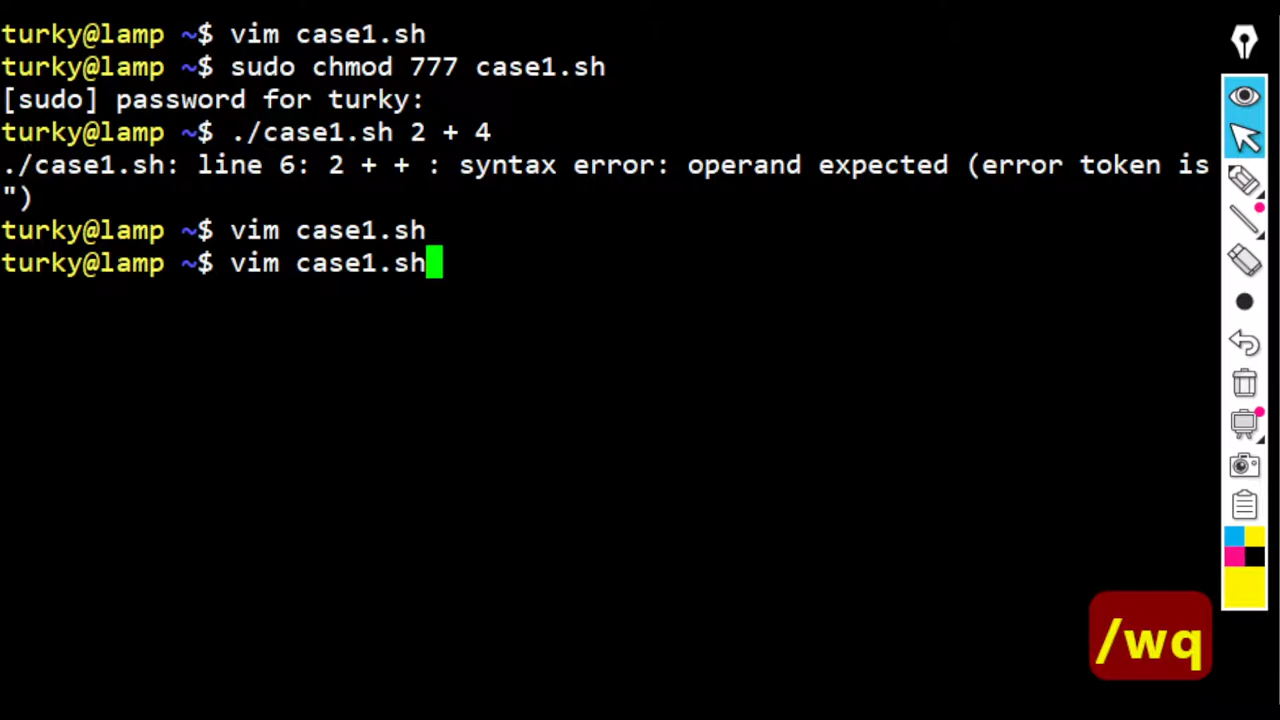 turky@lamp ~$ vim case1.sh
turky@lamp ~$ sudo chmod 777 case1.sh
[sudo] password for turky:
turky@lamp ~$ ./case1.sh 2 + 4
./case1.sh: line 6: 2 + + : syntax error: operand expected (error token is
")
turky@lamp ~$ vim case1.sh
turky@lamp ~$ vim case1.sh
/wq